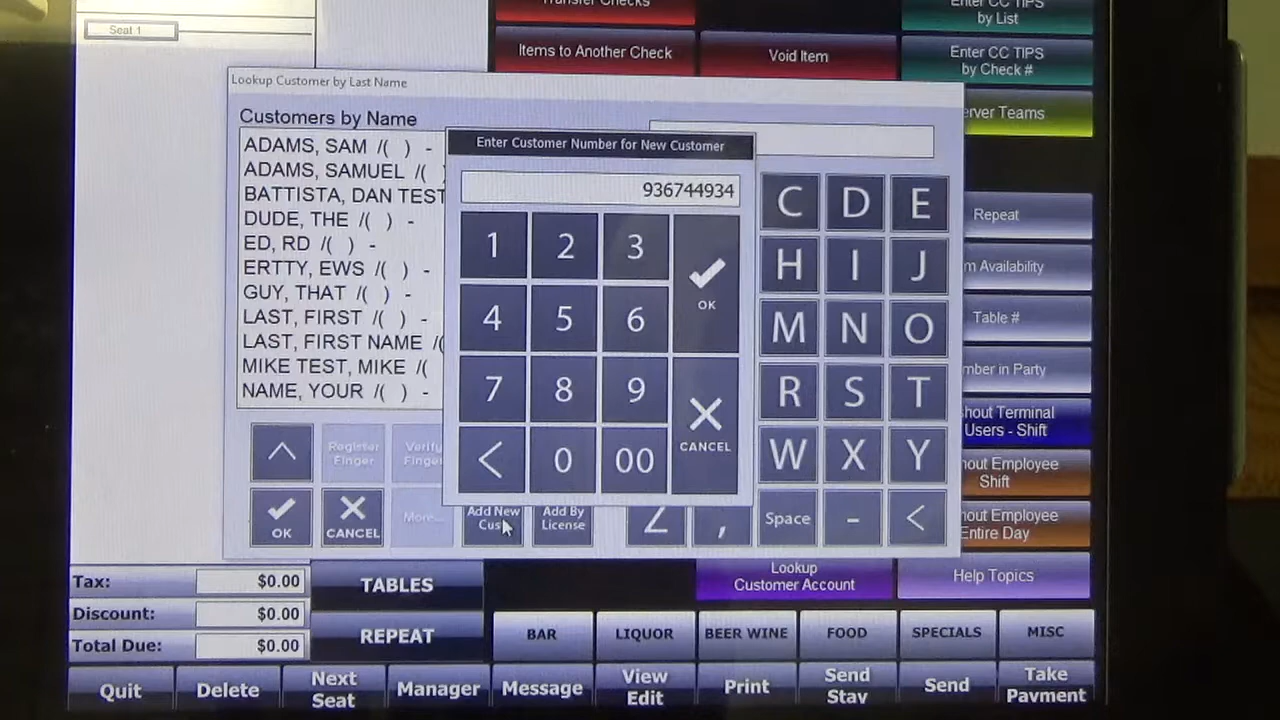 Transfer Checks
Enter CC TIPS
by List
Seat 1
Items to Another Check
Void Item
Enter CC TIPS
by Check #
Lookup Customer by Last Name
erver Teams
Customers by Name
ADAMS, SAM /( ) -
ADAMS, SAMUEL /(
BATTISTA, DAN TEST
DUDE, THE /( ) -
ED, RD /( ) -
ERTTY, EWS /( ) -
GUY, THAT /( ) -
LAST, FIRST /( ) -
LAST, FIRST NAME /(
MIKE TEST, MIKE /(
NAME, YOUR /( ) -
Enter Customer Number for New Customer
936744934
1 2 3
OK
4 5 6
7 8 9
CANCEL
< 0 00
C D E
H I J
M N O
R S T
W X Y
Z , Space - <
Register
Finger
Verify
Finge
OK
CANCEL
More...
Add New
Cust
Add By
License
Repeat
m Availability
Table #
mber in Party
hout Terminal
Users - Shift
hout Employee
Shift
hout Employee
Entire Day
Lookup
Customer Account
Help Topics
Tax: $0.00
Discount: $0.00
Total Due: $0.00
TABLES
REPEAT
BAR
LIQUOR
BEER WINE
FOOD
SPECIALS
MISC
Quit
Delete
Next
Seat
Manager
Message
View
Edit
Print
Send
Stay
Send
Take
Payment